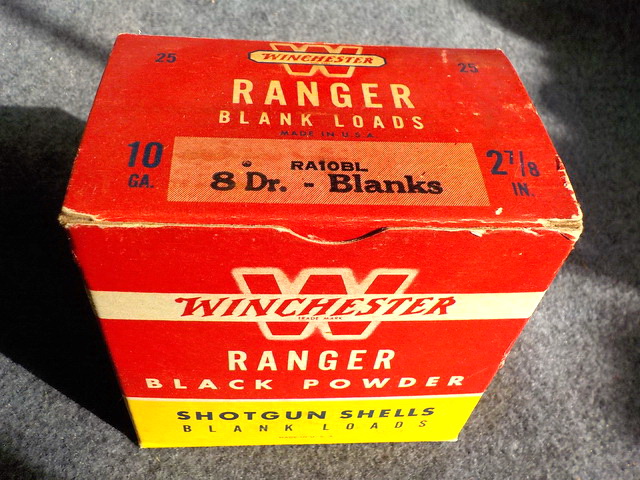 25
WINCHESTER
25
RANGER
BLANK LOADS
MADE IN U.S.A.
10
GA.
RA10BL
8 Dr. - Blanks
2 7/8
IN.
WINCHESTER
TRADE MARK
RANGER
BLACK POWDER
SHOTGUN SHELLS
BLANK LOADS